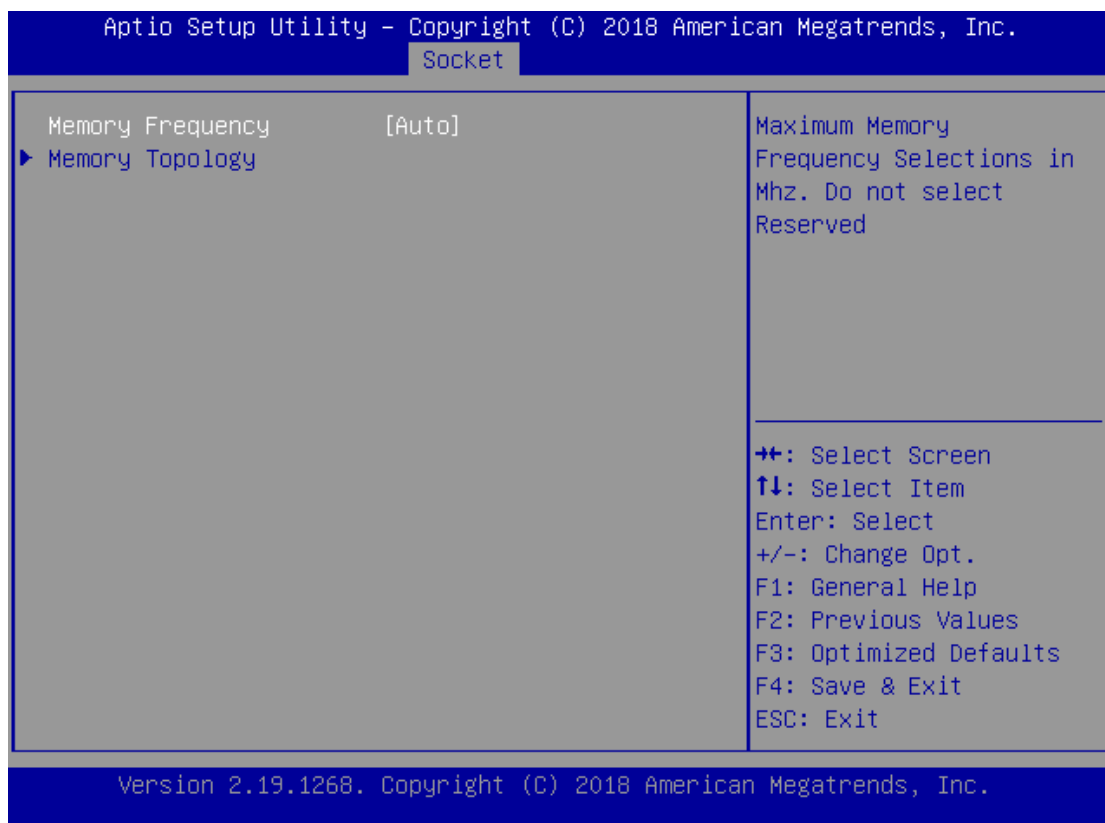 Aptio Setup Utility – Copyright (C) 2018 American Megatrends, Inc.
Socket
Memory Frequency [Auto]
▶ Memory Topology
Maximum Memory
Frequency Selections in
Mhz. Do not select
Reserved
→←: Select Screen
↑↓: Select Item
Enter: Select
+/-: Change Opt.
F1: General Help
F2: Previous Values
F3: Optimized Defaults
F4: Save & Exit
ESC: Exit
Version 2.19.1268. Copyright (C) 2018 American Megatrends, Inc.